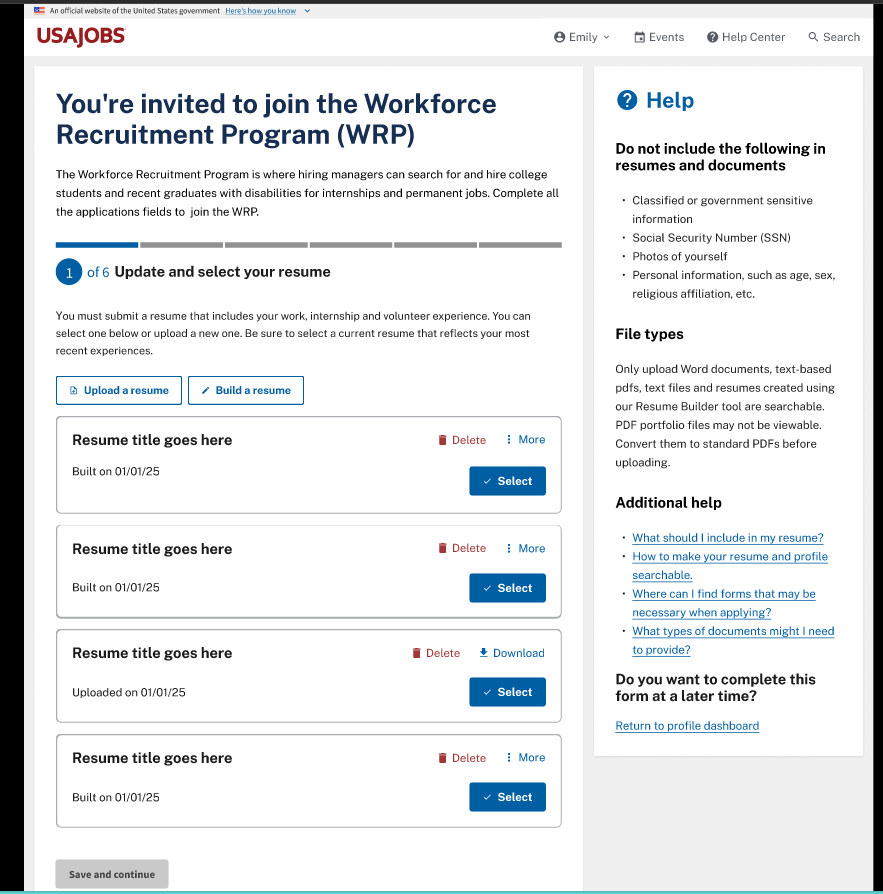 An official website of the United States government Here's how you know
USAJOBS
Emily
Events
Help Center
Search
You're invited to join the Workforce
Recruitment Program (WRP)
The Workforce Recruitment Program is where hiring managers can search for and hire college
students and recent graduates with disabilities for internships and permanent jobs. Complete all
the applications fields to join the WRP.
1 of 6 Update and select your resume
You must submit a resume that includes your work, internship and volunteer experience. You can
select one below or upload a new one. Be sure to select a current resume that reflects your most
recent experiences.
Upload a resume
Build a resume
Resume title goes here
Delete
More
Built on 01/01/25
Select
Resume title goes here
Delete
More
Built on 01/01/25
Select
Resume title goes here
Delete
Download
Uploaded on 01/01/25
Select
Resume title goes here
Delete
More
Built on 01/01/25
Select
Save and continue
Help
Do not include the following in
resumes and documents
• Classified or government sensitive
information
• Social Security Number (SSN)
• Photos of yourself
• Personal information, such as age, sex,
religious affiliation, etc.
File types
Only upload Word documents, text-based
pdfs, text files and resumes created using
our Resume Builder tool are searchable.
PDF portfolio files may not be viewable.
Convert them to standard PDFs before
uploading.
Additional help
• What should I include in my resume?
• How to make your resume and profile
searchable.
• Where can I find forms that may be
necessary when applying?
• What types of documents might I need
to provide?
Do you want to complete this
form at a later time?
Return to profile dashboard